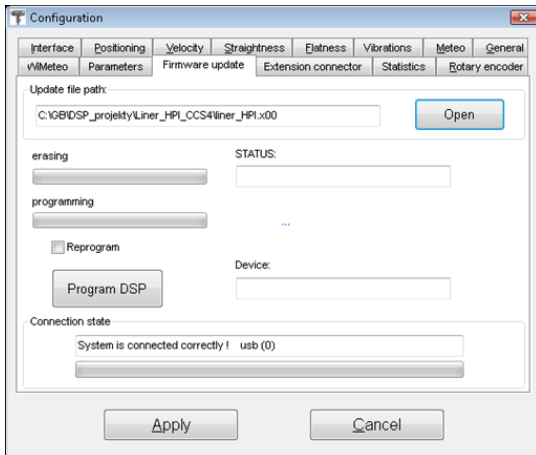 Configuration
Interface Positioning Velocity Straightness Flatness Vibrations Meteo General
WiMeteo Parameters Firmware update Extension connector Statistics Rotary encoder
Update file path:
C:\GB\DSP_projekty\Liner_HPI_CCS4\liner_HPI.x00 Open
erasing STATUS:
programming
...
Reprogram
Device:
Program DSP
Connection state
System is connected correctly ! usb (0)
Apply Cancel